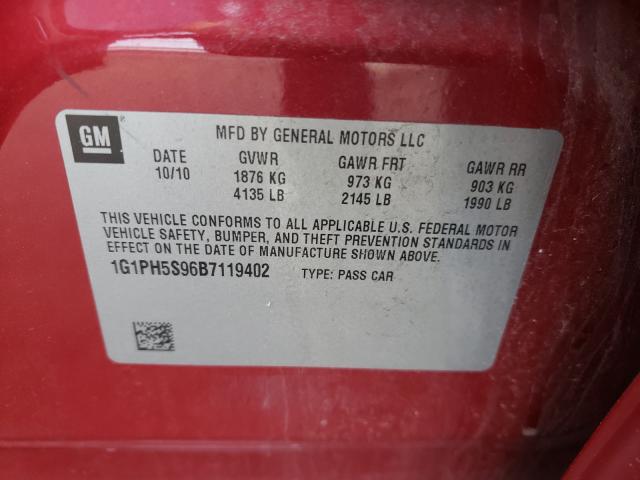 GM
MFD BY GENERAL MOTORS LLC
DATE GVWR GAWR FRT GAWR RR
10/10 1876 KG 973 KG 903 KG
4135 LB 2145 LB 1990 LB
THIS VEHICLE CONFORMS TO ALL APPLICABLE U.S. FEDERAL MOTOR
VEHICLE SAFETY, BUMPER, AND THEFT PREVENTION STANDARDS IN
EFFECT ON THE DATE OF MANUFACTURE SHOWN ABOVE.
1G1PH5S96B7119402 TYPE: PASS CAR